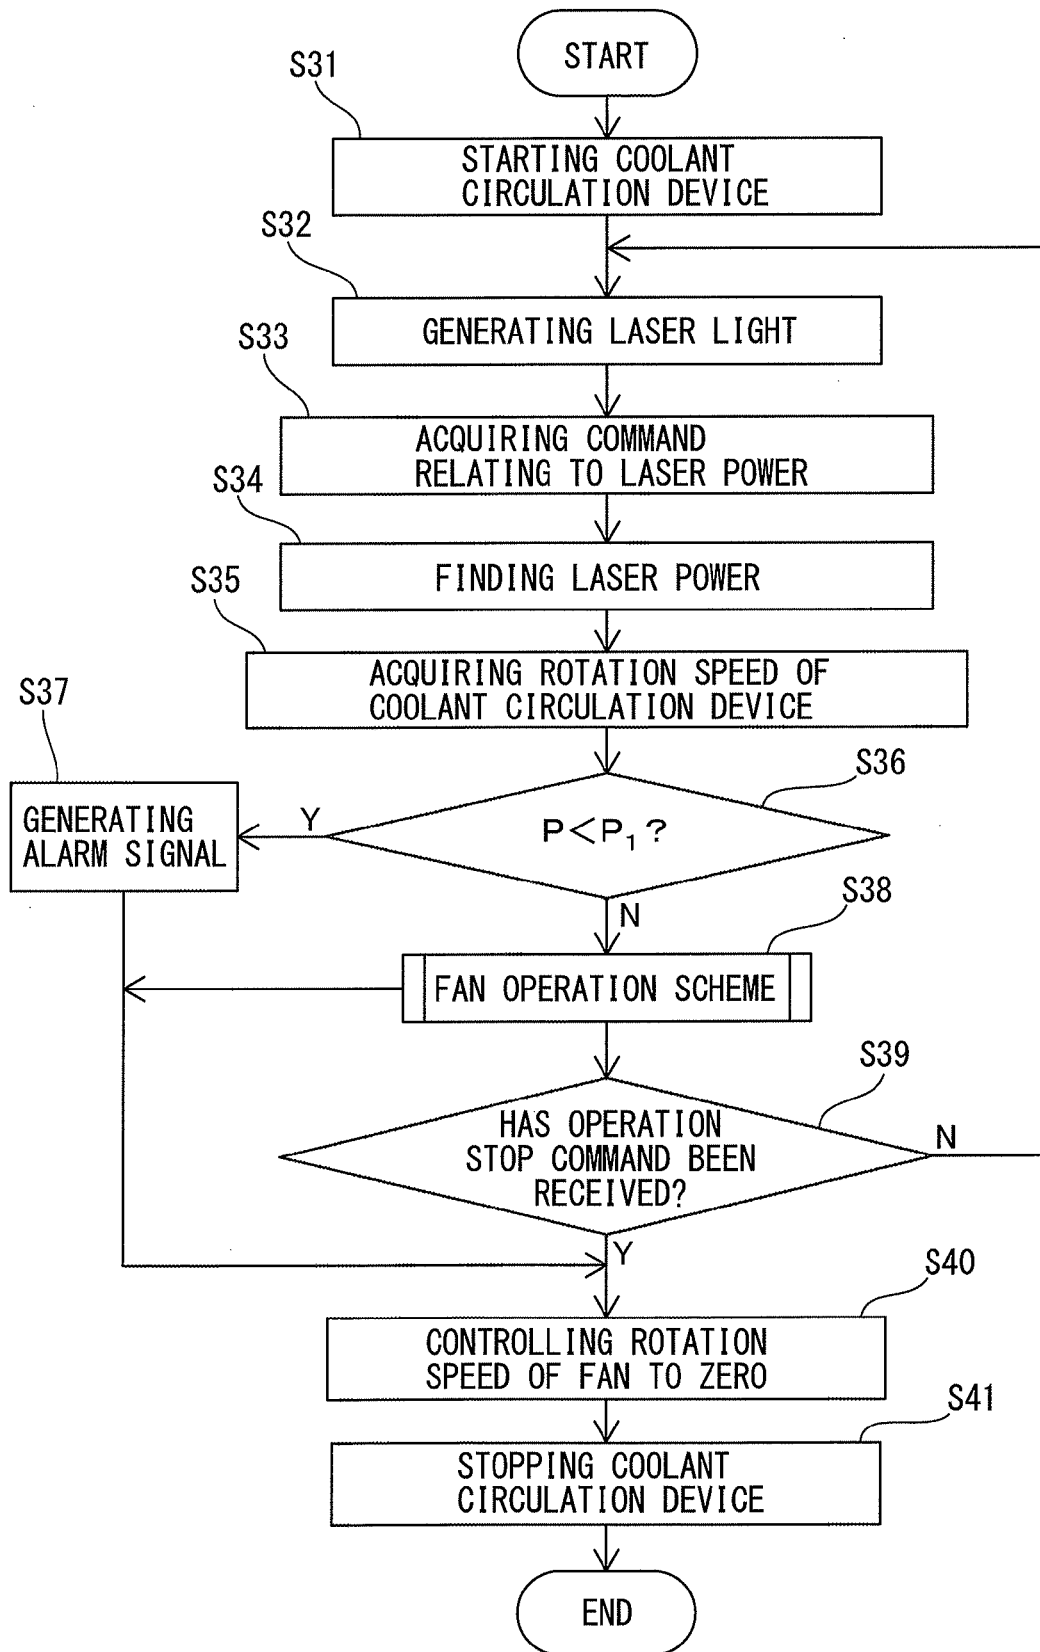 START
S31
STARTING COOLANT
CIRCULATION DEVICE
S32
GENERATING LASER LIGHT
S33
ACQUIRING COMMAND
RELATING TO LASER POWER
S34
FINDING LASER POWER
S35
ACQUIRING ROTATION SPEED OF
COOLANT CIRCULATION DEVICE
S36
P<P₁?
S37
GENERATING
ALARM SIGNAL
Y
N
S38
FAN OPERATION SCHEME
S39
HAS OPERATION
STOP COMMAND BEEN
RECEIVED?
N
Y
S40
CONTROLLING ROTATION
SPEED OF FAN TO ZERO
S41
STOPPING COOLANT
CIRCULATION DEVICE
END